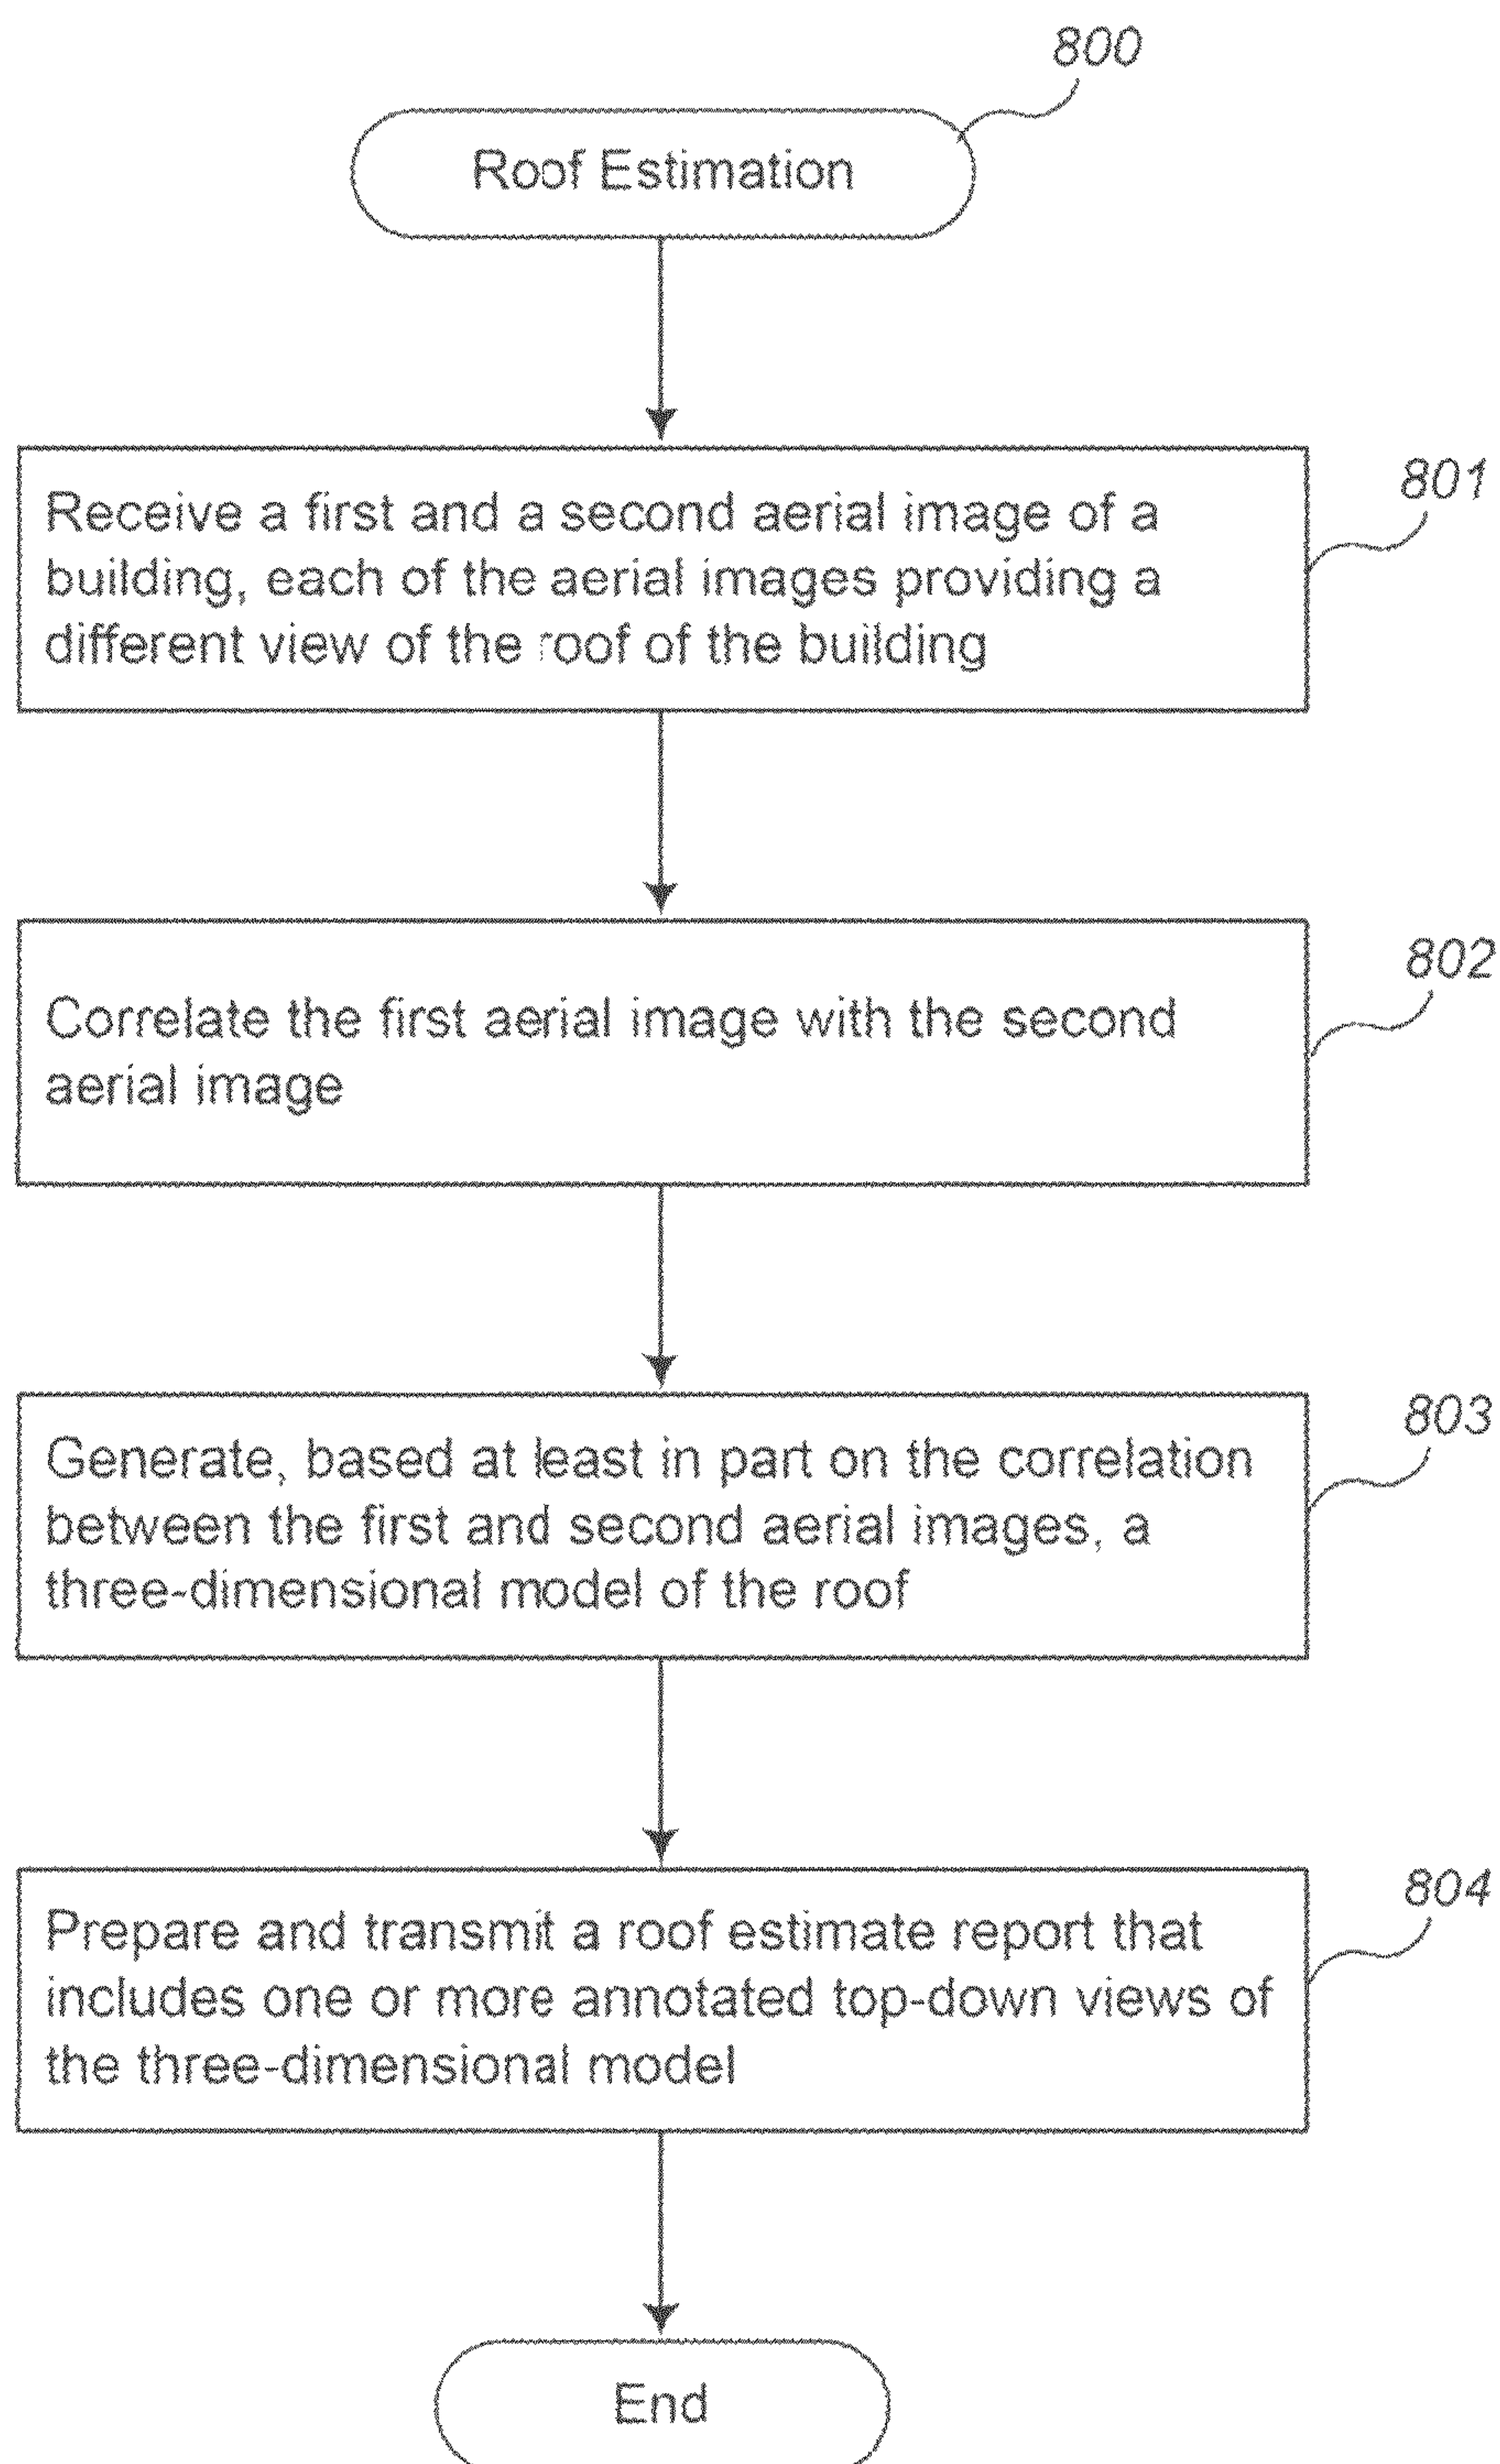 800
Roof Estimation
801
Receive a first and a second aerial image of a
building, each of the aerial images providing a
different view of the roof of the building
802
Correlate the first aerial image with the second
aerial image
803
Generate, based at least in part on the correlation
between the first and second aerial images, a
three-dimensional model of the roof
804
Prepare and transmit a roof estimate report that
includes one or more annotated top-down views of
the three-dimensional model
End